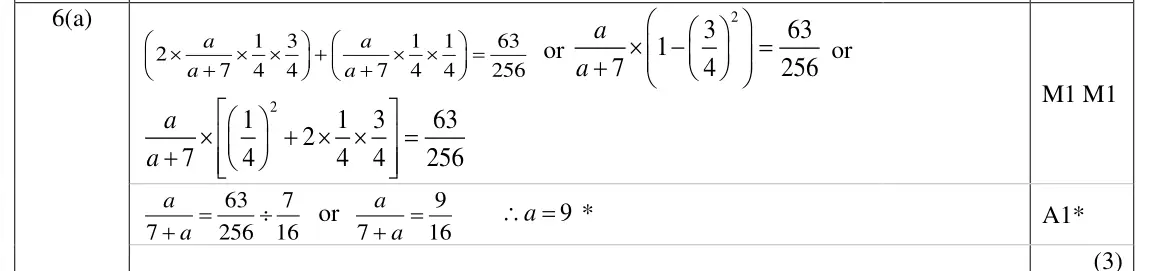 6(a)
(2 × a/(a+7) × 1/4 × 3/4) + (a/(a+7) × 1/4 × 1/4) = 63/256 or a/(a+7) × (1 − (3/4)²) = 63/256 or
a/(a+7) × [(1/4)² + 2 × 1/4 × 3/4] = 63/256
M1 M1
a/(7+a) = 63/256 ÷ 7/16 or a/(7+a) = 9/16 ∴ a = 9 *
A1*
(3)